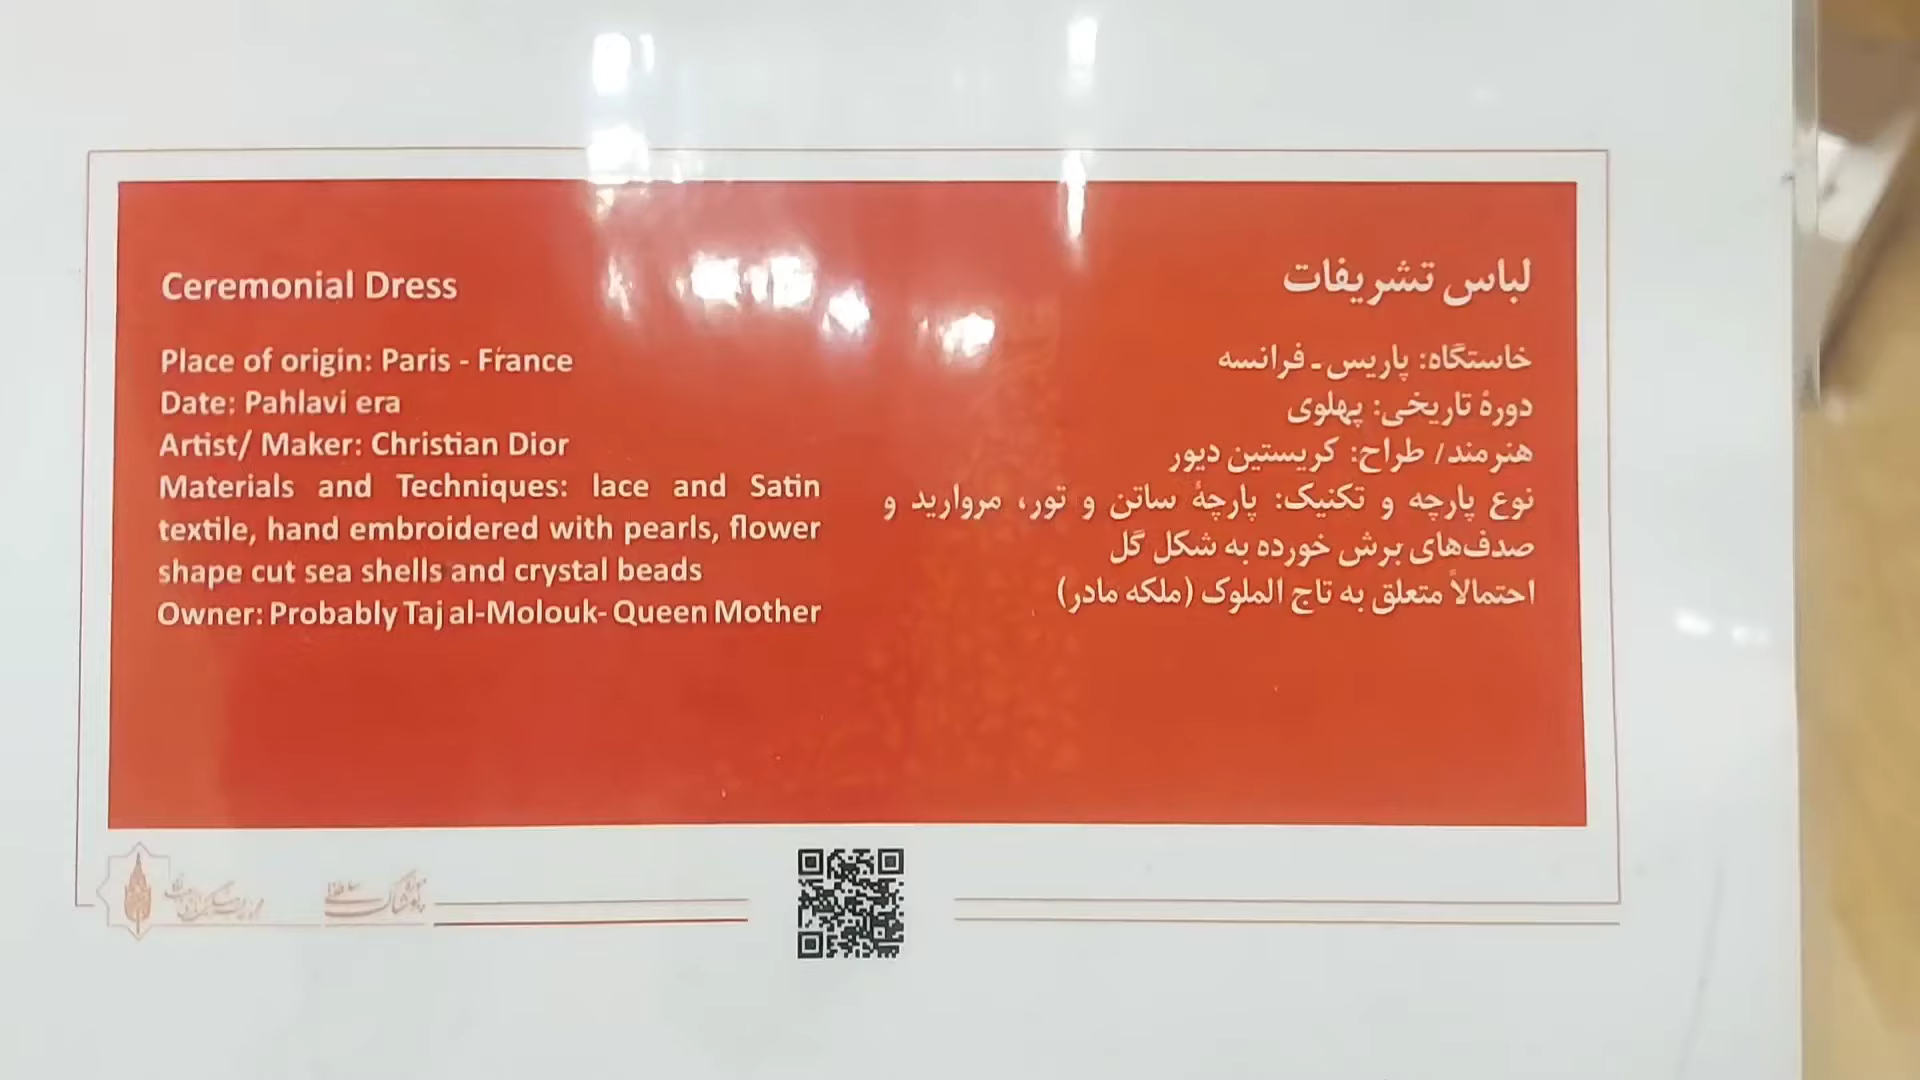 Ceremonial Dress
Place of origin: Paris - France
Date: Pahlavi era
Artist/ Maker: Christian Dior
Materials and Techniques: lace and Satin
textile, hand embroidered with pearls, flower
shape cut sea shells and crystal beads
Owner: Probably Taj al-Molouk- Queen Mother
لباس تشریفات
خاستگاه: پاریس ـ فرانسه
دورهٔ تاریخی: پهلوی
هنرمند/ طراح: کریستین دیور
نوع پارچه و تکنیک: پارچهٔ ساتن و تور، مروارید و
صدف‌های برش خورده به شکل گل
احتمالاً متعلق به تاج الملوک (ملکه مادر)